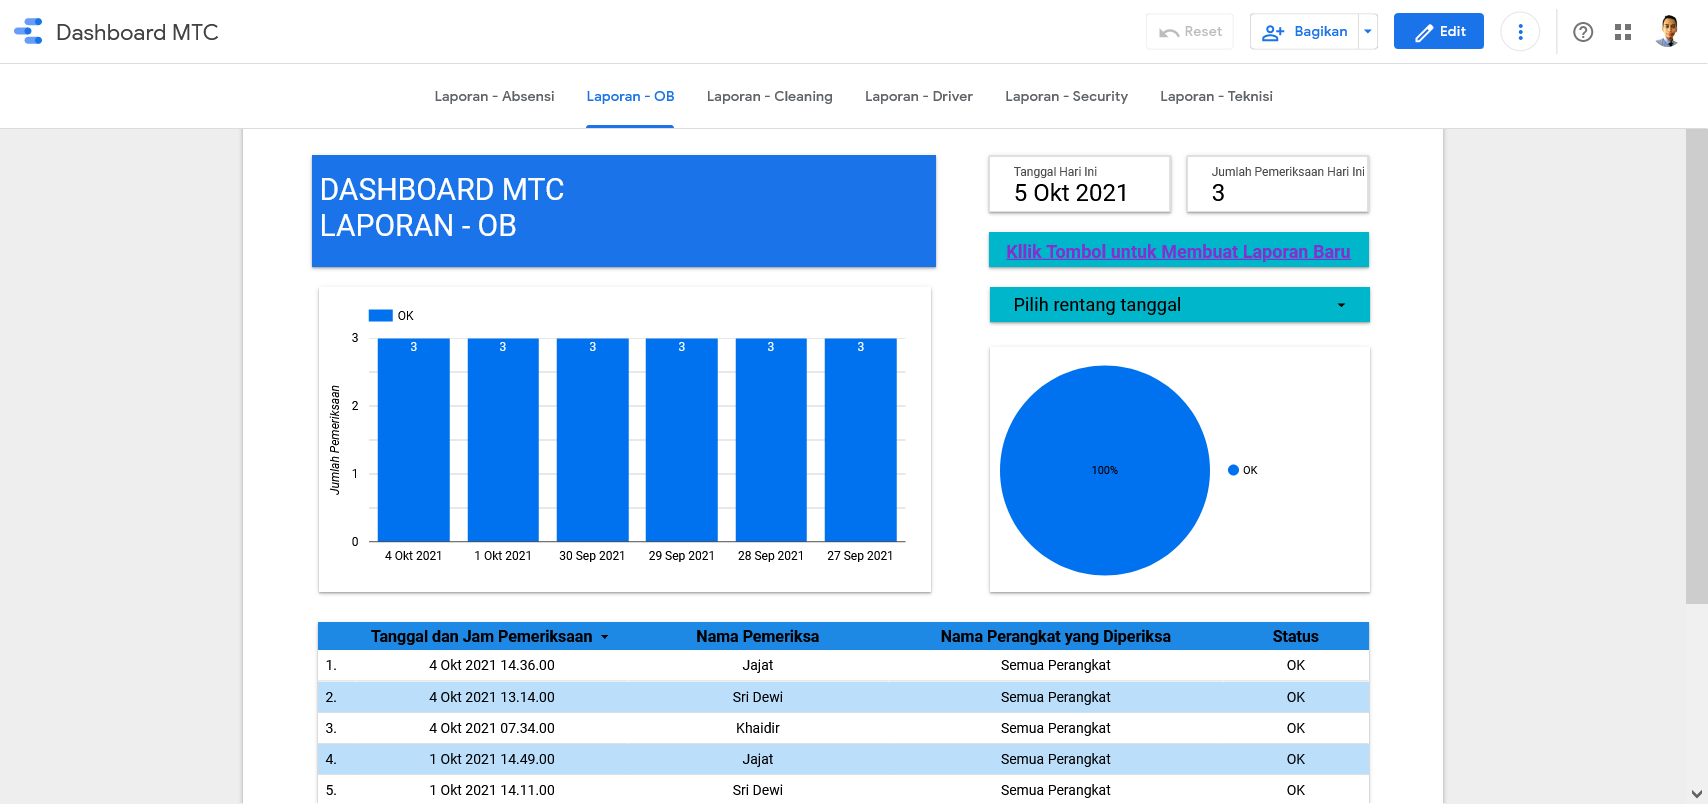 Dashboard MTC
Reset
Bagikan
Edit
Laporan - Absensi
Laporan - OB
Laporan - Cleaning
Laporan - Driver
Laporan - Security
Laporan - Teknisi
DASHBOARD MTC
LAPORAN - OB
Tanggal Hari Ini
5 Okt 2021
Jumlah Pemeriksaan Hari Ini
3
Kllik Tombol untuk Membuat Laporan Baru
Pilih rentang tanggal
OK
Jumlah Pemeriksaan
3
2
1
0
3 3 3 3 3 3
4 Okt 2021 1 Okt 2021 30 Sep 2021 29 Sep 2021 28 Sep 2021 27 Sep 2021
100%
OK
Tanggal dan Jam Pemeriksaan Nama Pemeriksa Nama Perangkat yang Diperiksa Status
1. 4 Okt 2021 14.36.00 Jajat Semua Perangkat OK
2. 4 Okt 2021 13.14.00 Sri Dewi Semua Perangkat OK
3. 4 Okt 2021 07.34.00 Khaidir Semua Perangkat OK
4. 1 Okt 2021 14.49.00 Jajat Semua Perangkat OK
5. 1 Okt 2021 14.11.00 Sri Dewi Semua Perangkat OK